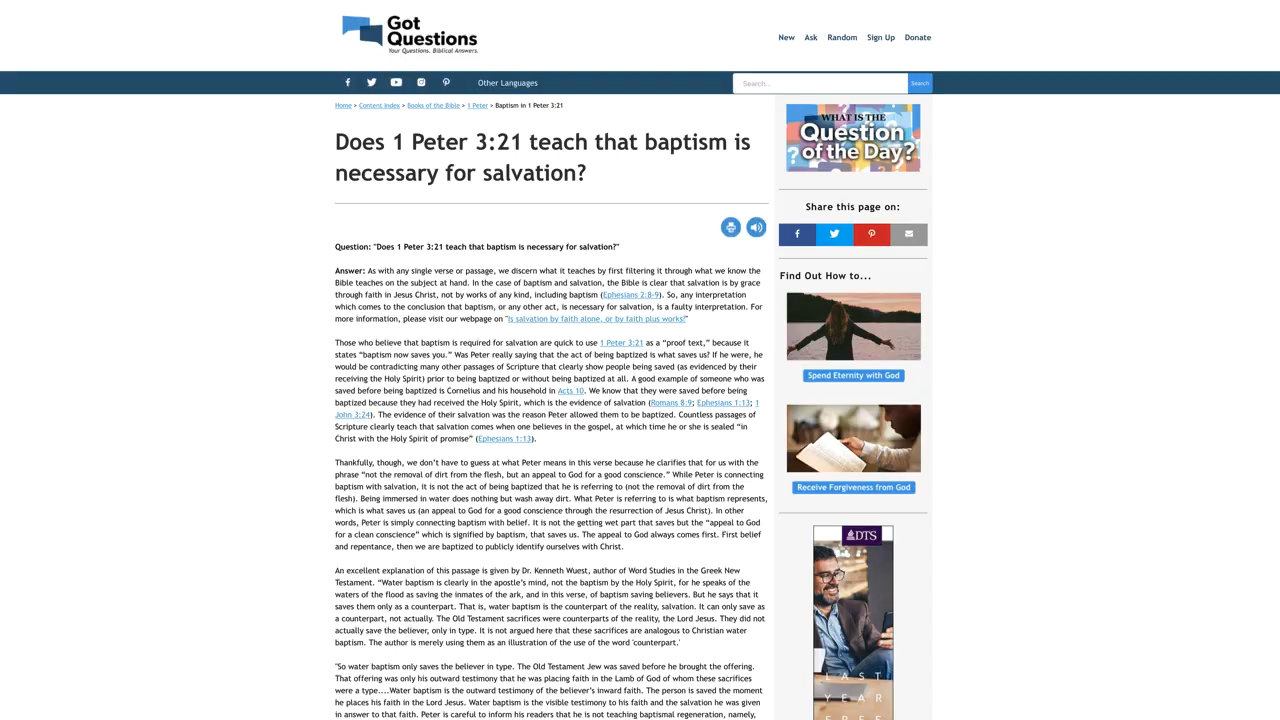 Got
Questions
Your Questions. Biblical Answers.
New Ask Random Sign Up Donate
Other Languages
Search...
Search
Home > Content Index > Books of the Bible > 1 Peter > Baptism in 1 Peter 3:21
Does 1 Peter 3:21 teach that baptism is
necessary for salvation?
Question: "Does 1 Peter 3:21 teach that baptism is necessary for salvation?"
Answer: As with any single verse or passage, we discern what it teaches by first filtering it through what we know the
Bible teaches on the subject at hand. In the case of baptism and salvation, the Bible is clear that salvation is by grace
through faith in Jesus Christ, not by works of any kind, including baptism (Ephesians 2:8-9). So, any interpretation
which comes to the conclusion that baptism, or any other act, is necessary for salvation, is a faulty interpretation. For
more information, please visit our webpage on "Is salvation by faith alone, or by faith plus works?"
Those who believe that baptism is required for salvation are quick to use 1 Peter 3:21 as a “proof text,” because it
states “baptism now saves you.” Was Peter really saying that the act of being baptized is what saves us? If he were, he
would be contradicting many other passages of Scripture that clearly show people being saved (as evidenced by their
receiving the Holy Spirit) prior to being baptized or without being baptized at all. A good example of someone who was
saved before being baptized is Cornelius and his household in Acts 10. We know that they were saved before being
baptized because they had received the Holy Spirit, which is the evidence of salvation (Romans 8:9; Ephesians 1:13; 1
John 3:24). The evidence of their salvation was the reason Peter allowed them to be baptized. Countless passages of
Scripture clearly teach that salvation comes when one believes in the gospel, at which time he or she is sealed “in
Christ with the Holy Spirit of promise” (Ephesians 1:13).
Thankfully, though, we don’t have to guess at what Peter means in this verse because he clarifies that for us with the
phrase “not the removal of dirt from the flesh, but an appeal to God for a good conscience.” While Peter is connecting
baptism with salvation, it is not the act of being baptized that he is referring to (not the removal of dirt from the
flesh). Being immersed in water does nothing but wash away dirt. What Peter is referring to is what baptism represents,
which is what saves us (an appeal to God for a good conscience through the resurrection of Jesus Christ). In other
words, Peter is simply connecting baptism with belief. It is not the getting wet part that saves but the “appeal to God
for a clean conscience” which is signified by baptism, that saves us. The appeal to God always comes first. First belief
and repentance, then we are baptized to publicly identify ourselves with Christ.
An excellent explanation of this passage is given by Dr. Kenneth Wuest, author of Word Studies in the Greek New
Testament. “Water baptism is clearly in the apostle’s mind, not the baptism by the Holy Spirit, for he speaks of the
waters of the flood as saving the inmates of the ark, and in this verse, of baptism saving believers. But he says that it
saves them only as a counterpart. That is, water baptism is the counterpart of the reality, salvation. It can only save as
a counterpart, not actually. The Old Testament sacrifices were counterparts of the reality, the Lord Jesus. They did not
actually save the believer, only in type. It is not argued here that these sacrifices are analogous to Christian water
baptism. The author is merely using them as an illustration of the use of the word 'counterpart.'
"So water baptism only saves the believer in type. The Old Testament Jew was saved before he brought the offering.
That offering was only his outward testimony that he was placing faith in the Lamb of God of whom these sacrifices
were a type....Water baptism is the outward testimony of the believer’s inward faith. The person is saved the moment
he places his faith in the Lord Jesus. Water baptism is the visible testimony to his faith and the salvation he was given
in answer to that faith. Peter is careful to inform his readers that he is not teaching baptismal regeneration, namely,
WHAT IS THE
Question
of the Day?
Share this page on:
Find Out How to...
Spend Eternity with God
Receive Forgiveness from God
DTS
LAST
YEAR
FREE